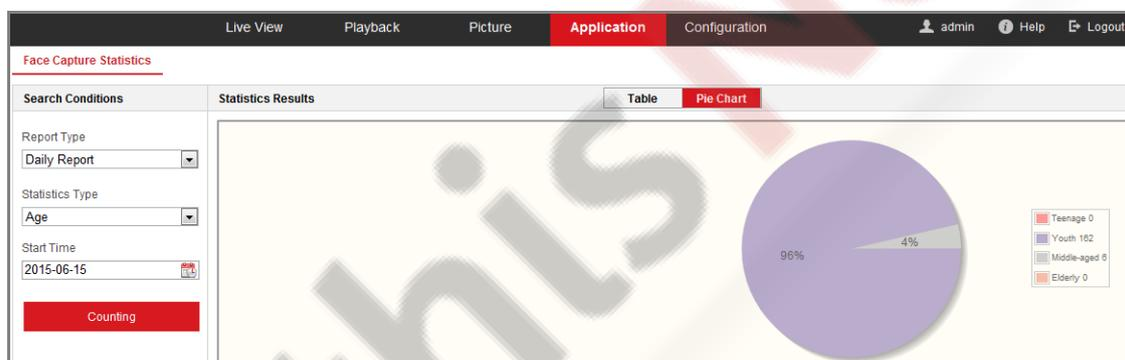 Live View Playback Picture Application Configuration admin Help Logout
Face Capture Statistics
Search Conditions
Statistics Results
Table Pie Chart
Report Type
Daily Report
Statistics Type
Age
Start Time
2015-06-15
Counting
96%
4%
Teenage 0
Youth 162
Middle-aged 6
Elderly 0
his